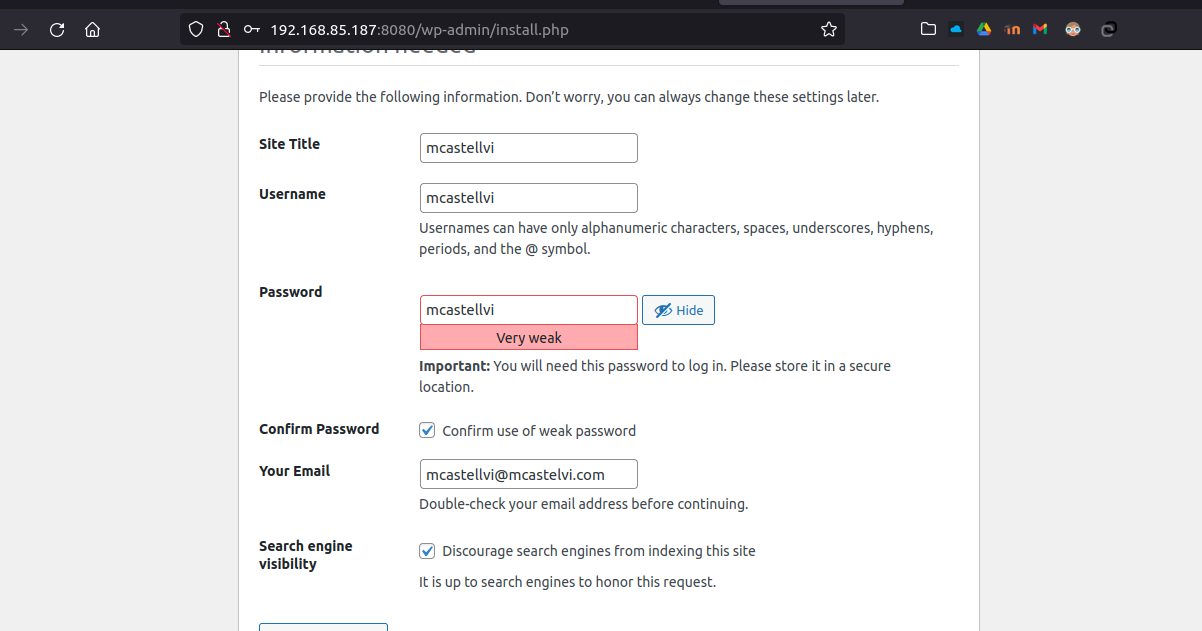 192.168.85.187:8080/wp-admin/install.php
Information needed
Please provide the following information. Don’t worry, you can always change these settings later.
Site Title
mcastellvi
Username
mcastellvi
Usernames can have only alphanumeric characters, spaces, underscores, hyphens,
periods, and the @ symbol.
Password
mcastellvi
Hide
Very weak
Important: You will need this password to log in. Please store it in a secure
location.
Confirm Password
Confirm use of weak password
Your Email
mcastellvi@mcastelvi.com
Double-check your email address before continuing.
Search engine
visibility
Discourage search engines from indexing this site
It is up to search engines to honor this request.